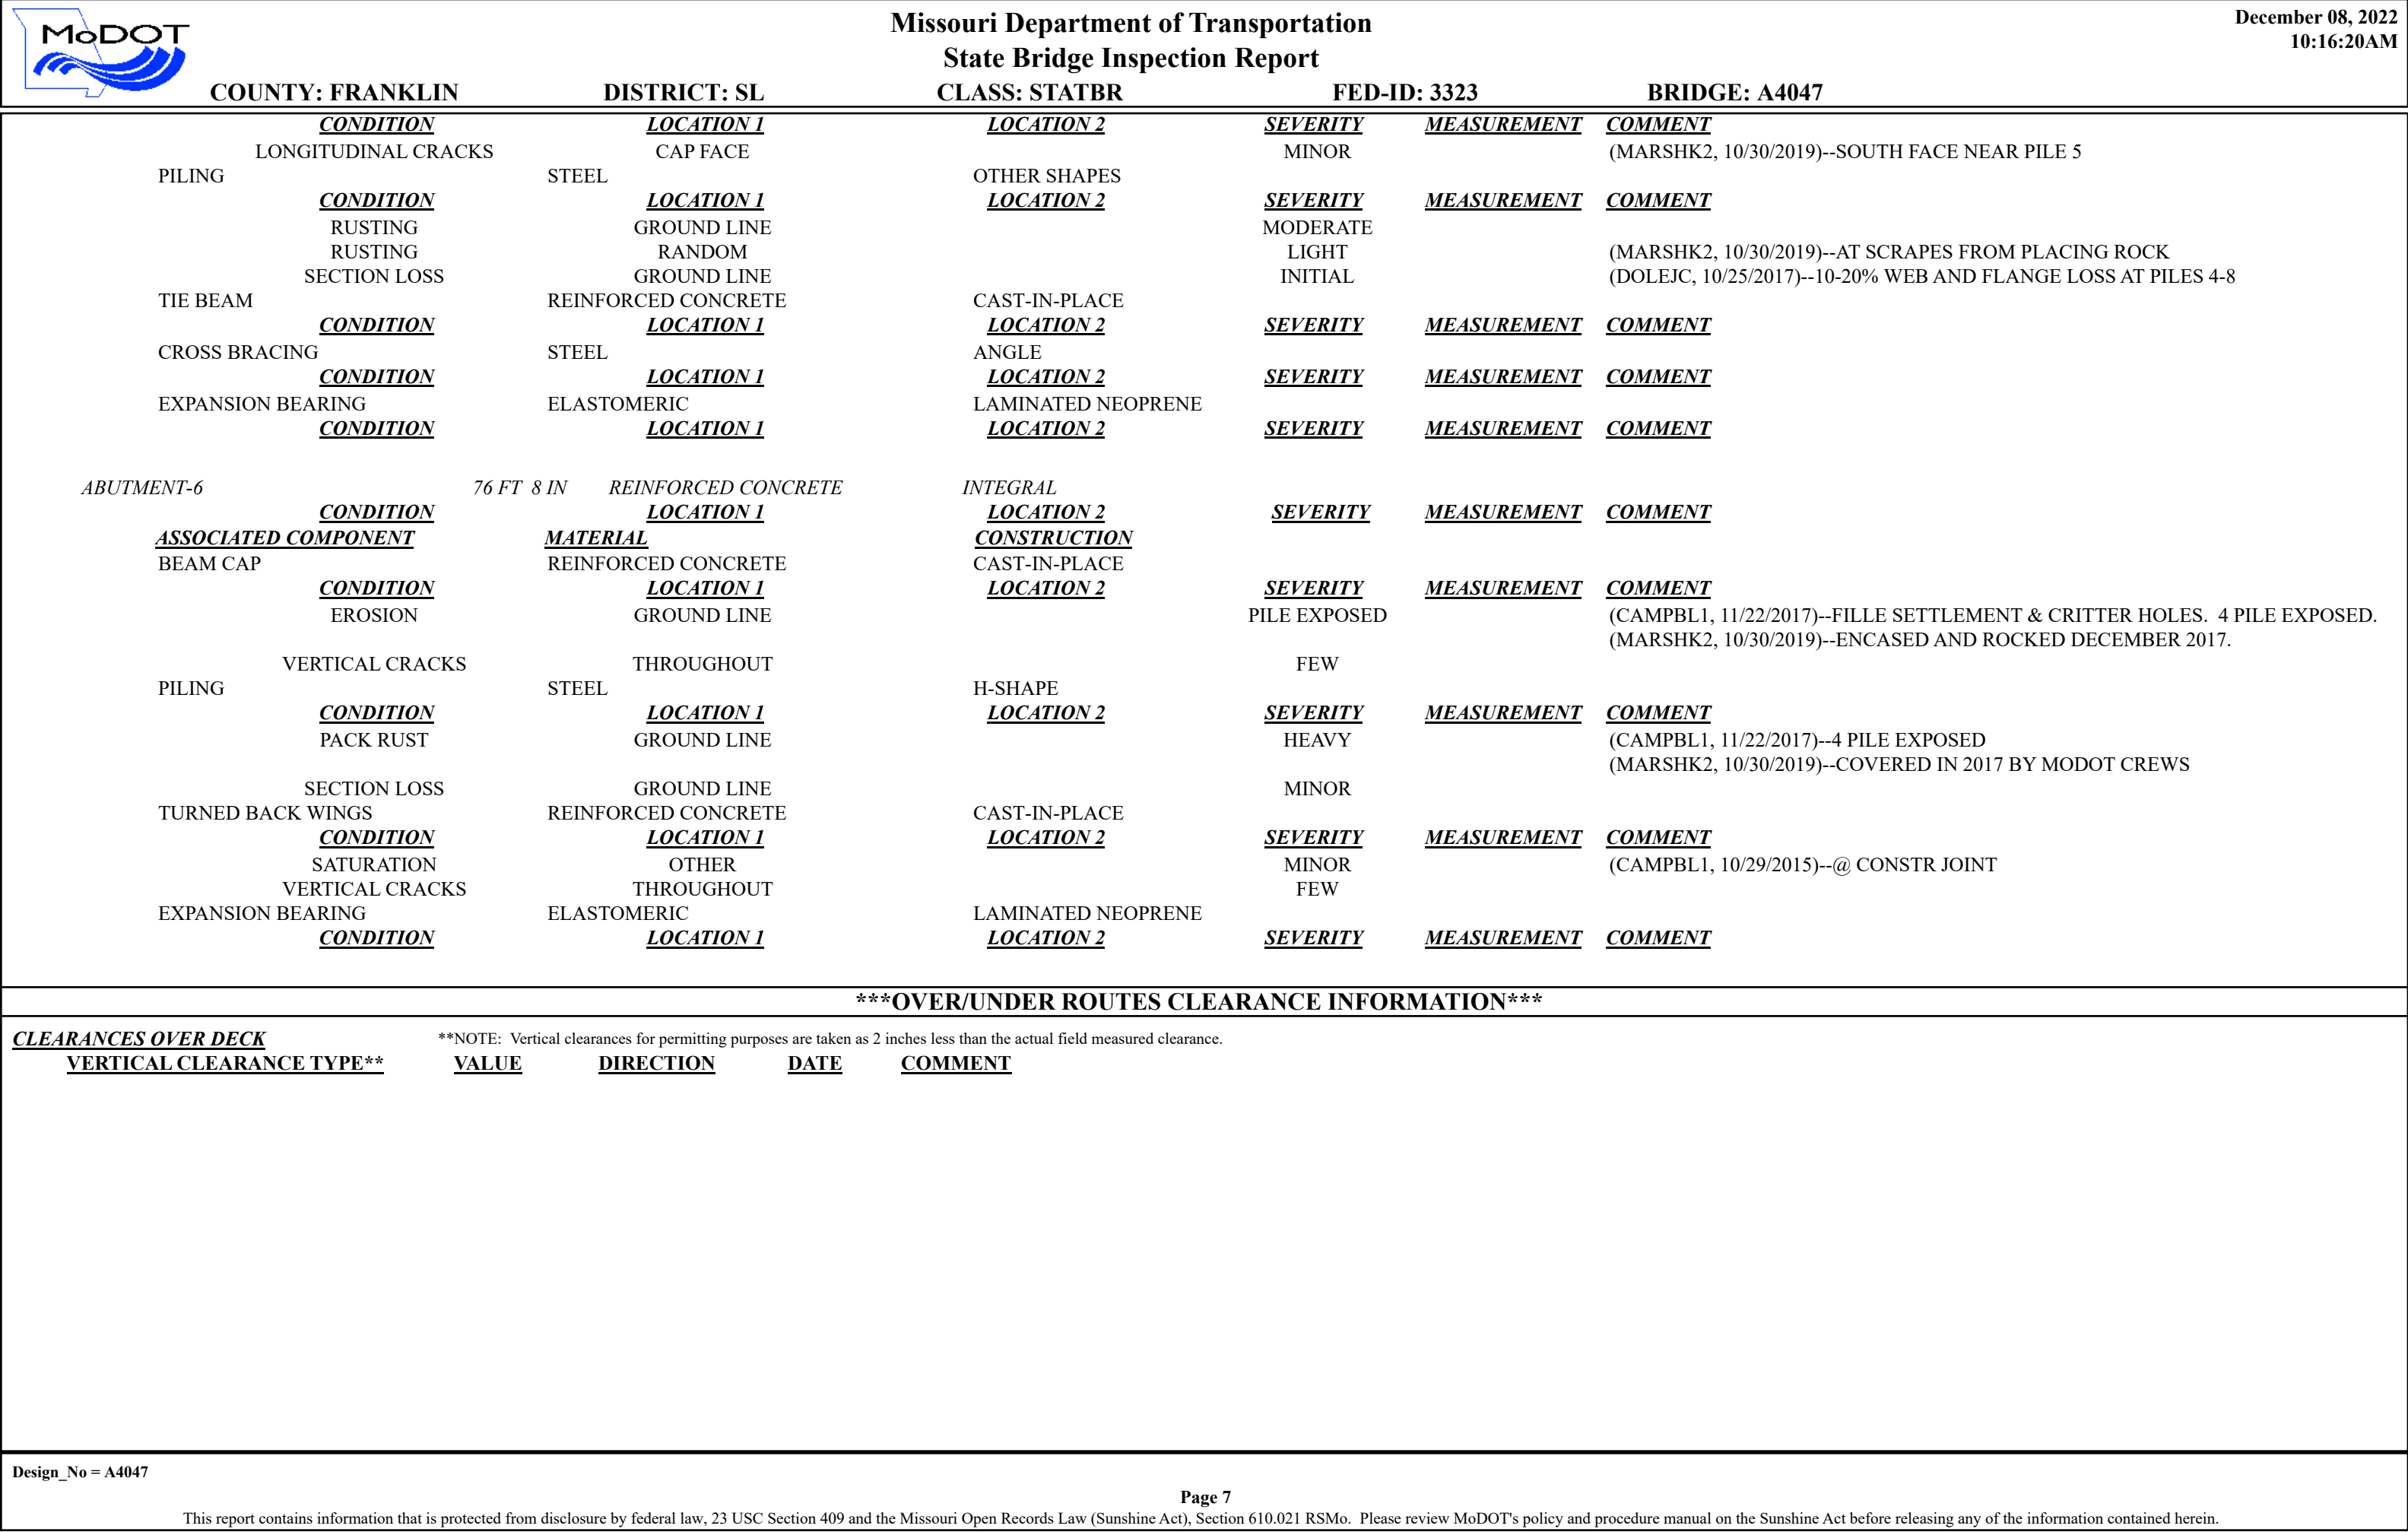 MoDOT
Missouri Department of Transportation
State Bridge Inspection Report
December 08, 2022
10:16:20AM
COUNTY: FRANKLIN DISTRICT: SL CLASS: STATBR FED-ID: 3323 BRIDGE: A4047
CONDITION LOCATION 1 LOCATION 2 SEVERITY MEASUREMENT COMMENT
LONGITUDINAL CRACKS CAP FACE MINOR (MARSHK2, 10/30/2019)--SOUTH FACE NEAR PILE 5
PILING STEEL OTHER SHAPES
CONDITION LOCATION 1 LOCATION 2 SEVERITY MEASUREMENT COMMENT
RUSTING GROUND LINE MODERATE
RUSTING RANDOM LIGHT (MARSHK2, 10/30/2019)--AT SCRAPES FROM PLACING ROCK
SECTION LOSS GROUND LINE INITIAL (DOLEJC, 10/25/2017)--10-20% WEB AND FLANGE LOSS AT PILES 4-8
TIE BEAM REINFORCED CONCRETE CAST-IN-PLACE
CONDITION LOCATION 1 LOCATION 2 SEVERITY MEASUREMENT COMMENT
CROSS BRACING STEEL ANGLE
CONDITION LOCATION 1 LOCATION 2 SEVERITY MEASUREMENT COMMENT
EXPANSION BEARING ELASTOMERIC LAMINATED NEOPRENE
CONDITION LOCATION 1 LOCATION 2 SEVERITY MEASUREMENT COMMENT
ABUTMENT-6 76 FT 8 IN REINFORCED CONCRETE INTEGRAL
CONDITION LOCATION 1 LOCATION 2 SEVERITY MEASUREMENT COMMENT
ASSOCIATED COMPONENT MATERIAL CONSTRUCTION
BEAM CAP REINFORCED CONCRETE CAST-IN-PLACE
CONDITION LOCATION 1 LOCATION 2 SEVERITY MEASUREMENT COMMENT
EROSION GROUND LINE PILE EXPOSED (CAMPBL1, 11/22/2017)--FILLE SETTLEMENT & CRITTER HOLES. 4 PILE EXPOSED.
(MARSHK2, 10/30/2019)--ENCASED AND ROCKED DECEMBER 2017.
VERTICAL CRACKS THROUGHOUT FEW
PILING STEEL H-SHAPE
CONDITION LOCATION 1 LOCATION 2 SEVERITY MEASUREMENT COMMENT
PACK RUST GROUND LINE HEAVY (CAMPBL1, 11/22/2017)--4 PILE EXPOSED
(MARSHK2, 10/30/2019)--COVERED IN 2017 BY MODOT CREWS
SECTION LOSS GROUND LINE MINOR
TURNED BACK WINGS REINFORCED CONCRETE CAST-IN-PLACE
CONDITION LOCATION 1 LOCATION 2 SEVERITY MEASUREMENT COMMENT
SATURATION OTHER MINOR (CAMPBL1, 10/29/2015)--@ CONSTR JOINT
VERTICAL CRACKS THROUGHOUT FEW
EXPANSION BEARING ELASTOMERIC LAMINATED NEOPRENE
CONDITION LOCATION 1 LOCATION 2 SEVERITY MEASUREMENT COMMENT
***OVER/UNDER ROUTES CLEARANCE INFORMATION***
CLEARANCES OVER DECK **NOTE: Vertical clearances for permitting purposes are taken as 2 inches less than the actual field measured clearance.
VERTICAL CLEARANCE TYPE** VALUE DIRECTION DATE COMMENT
Design_No = A4047
Page 7
This report contains information that is protected from disclosure by federal law, 23 USC Section 409 and the Missouri Open Records Law (Sunshine Act), Section 610.021 RSMo. Please review MoDOT's policy and procedure manual on the Sunshine Act before releasing any of the information contained herein.